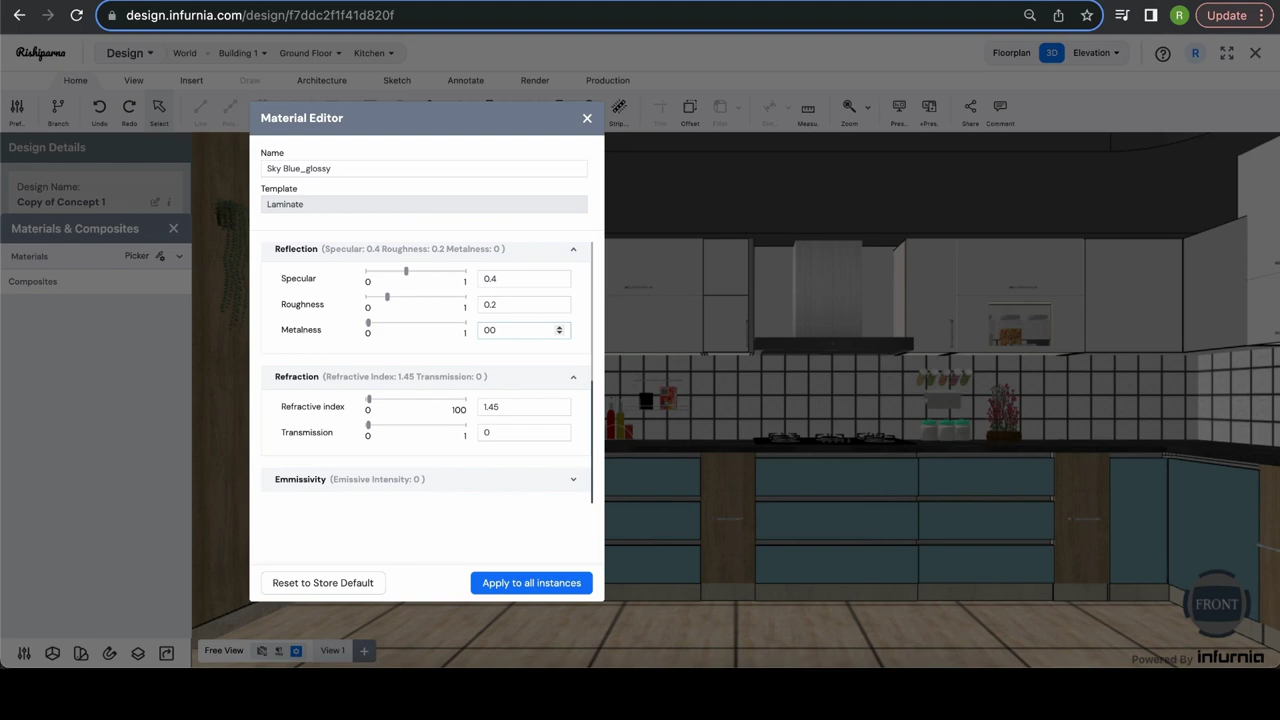 design.infurnia.com/design/f7ddc2f1f41d820f
R
Update
Rishiparna
Design
World
Building 1
Ground Floor
Kitchen
Floorplan
3D
Elevation
R
Home
View
Insert
Draw
Architecture
Sketch
Annotate
Render
Production
Pref..
Branch
Undo
Redo
Select
Line
Strip...
Trim
Offset
Fillet
Dim...
Measu.
Zoom
Pres...
+Pres.
Share
Comment
Design Details
Design Name:
Copy of Concept 1
Materials & Composites
Materials
Picker
Composites
Material Editor
Name
Sky Blue_glossy
Template
Laminate
Reflection (Specular: 0.4 Roughness: 0.2 Metalness: 0 )
Specular
0
1
0.4
Roughness
0
1
0.2
Metalness
0
1
00
Refraction (Refractive Index: 1.45 Transmission: 0 )
Refractive index
0
100
1.45
Transmission
0
1
0
Emmissivity (Emissive Intensity: 0 )
Reset to Store Default
Apply to all instances
FRONT
Free View
View 1
+
Powered By infurnia